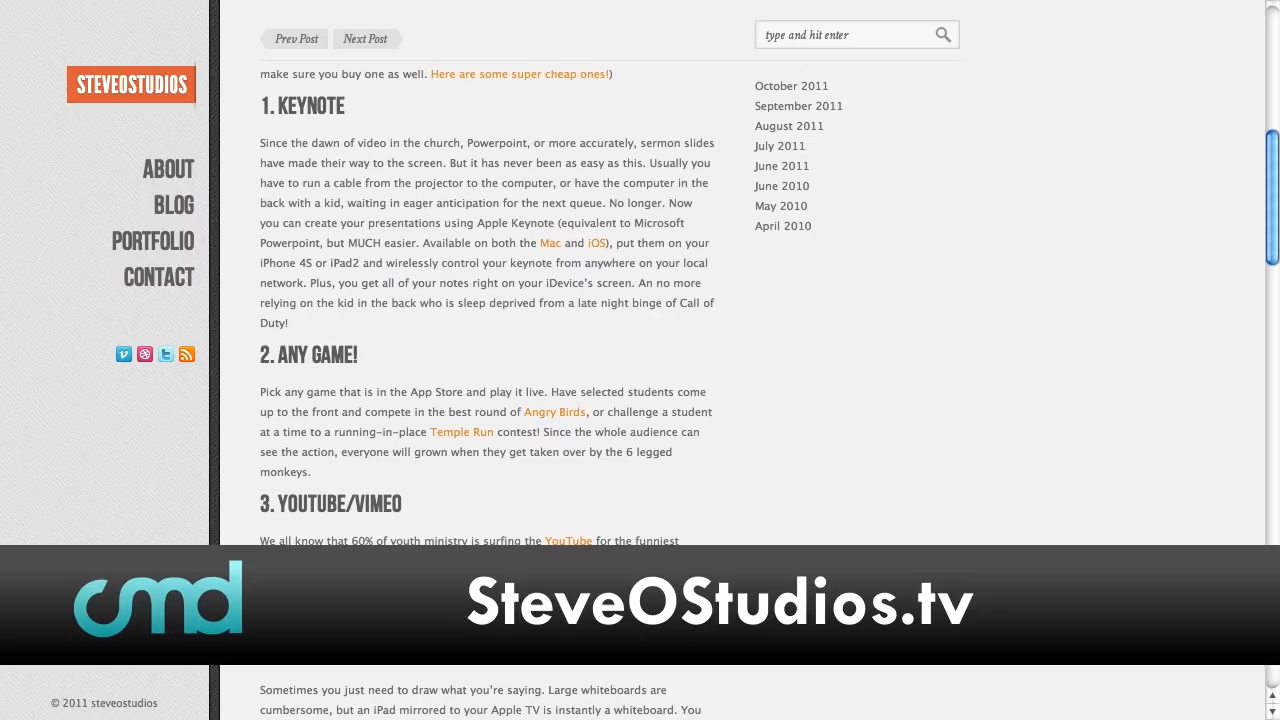 STEVEOSTUDIOS
ABOUT
BLOG
PORTFOLIO
CONTACT
© 2011 steveostudios
Prev Post
Next Post
make sure you buy one as well. Here are some super cheap ones!)
1. KEYNOTE
Since the dawn of video in the church, Powerpoint, or more accurately, sermon slides
have made their way to the screen. But it has never been as easy as this. Usually you
have to run a cable from the projector to the computer, or have the computer in the
back with a kid, waiting in eager anticipation for the next queue. No longer. Now
you can create your presentations using Apple Keynote (equivalent to Microsoft
Powerpoint, but MUCH easier. Available on both the Mac and iOS), put them on your
iPhone 4S or iPad2 and wirelessly control your keynote from anywhere on your local
network. Plus, you get all of your notes right on your iDevice's screen. An no more
relying on the kid in the back who is sleep deprived from a late night binge of Call of
Duty!
2. ANY GAME!
Pick any game that is in the App Store and play it live. Have selected students come
up to the front and compete in the best round of Angry Birds, or challenge a student
at a time to a running-in-place Temple Run contest! Since the whole audience can
see the action, everyone will grown when they get taken over by the 6 legged
monkeys.
3. YOUTUBE/VIMEO
We all know that 60% of youth ministry is surfing the YouTube for the funniest
Sometimes you just need to draw what you're saying. Large whiteboards are
cumbersome, but an iPad mirrored to your Apple TV is instantly a whiteboard. You
type and hit enter
October 2011
September 2011
August 2011
July 2011
June 2011
June 2010
May 2010
April 2010
cmd
SteveOStudios.tv